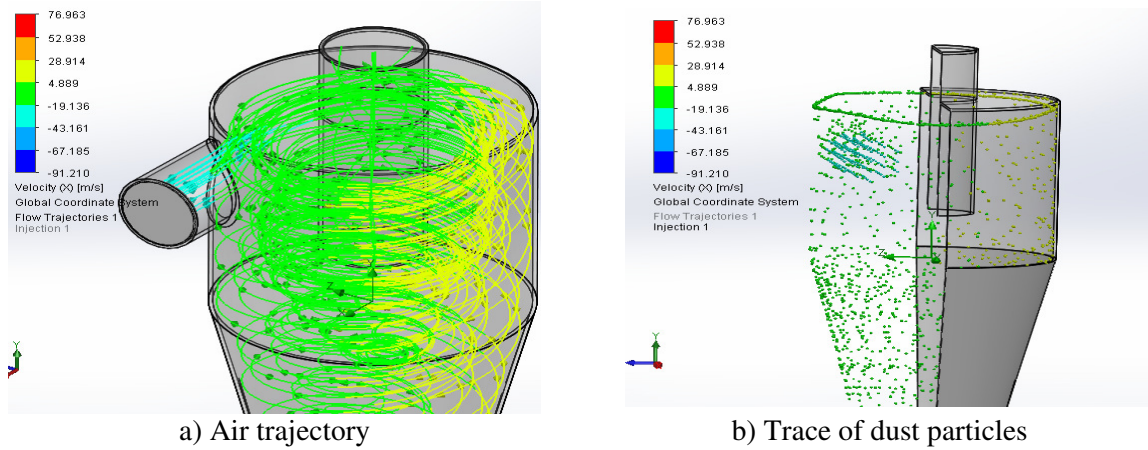 76.963
52.938
28.914
4.889
-19.136
-43.161
-67.185
-91.210
Velocity (X) [m/s]
Global Coordinate System
Flow Trajectories 1
Injection 1
Z
Y
a) Air trajectory
76.963
52.938
28.914
4.889
-19.136
-43.161
-67.185
-91.210
Velocity (X) [m/s]
Global Coordinate System
Flow Trajectories 1
Injection 1
Y
Z
X
Y
b) Trace of dust particles